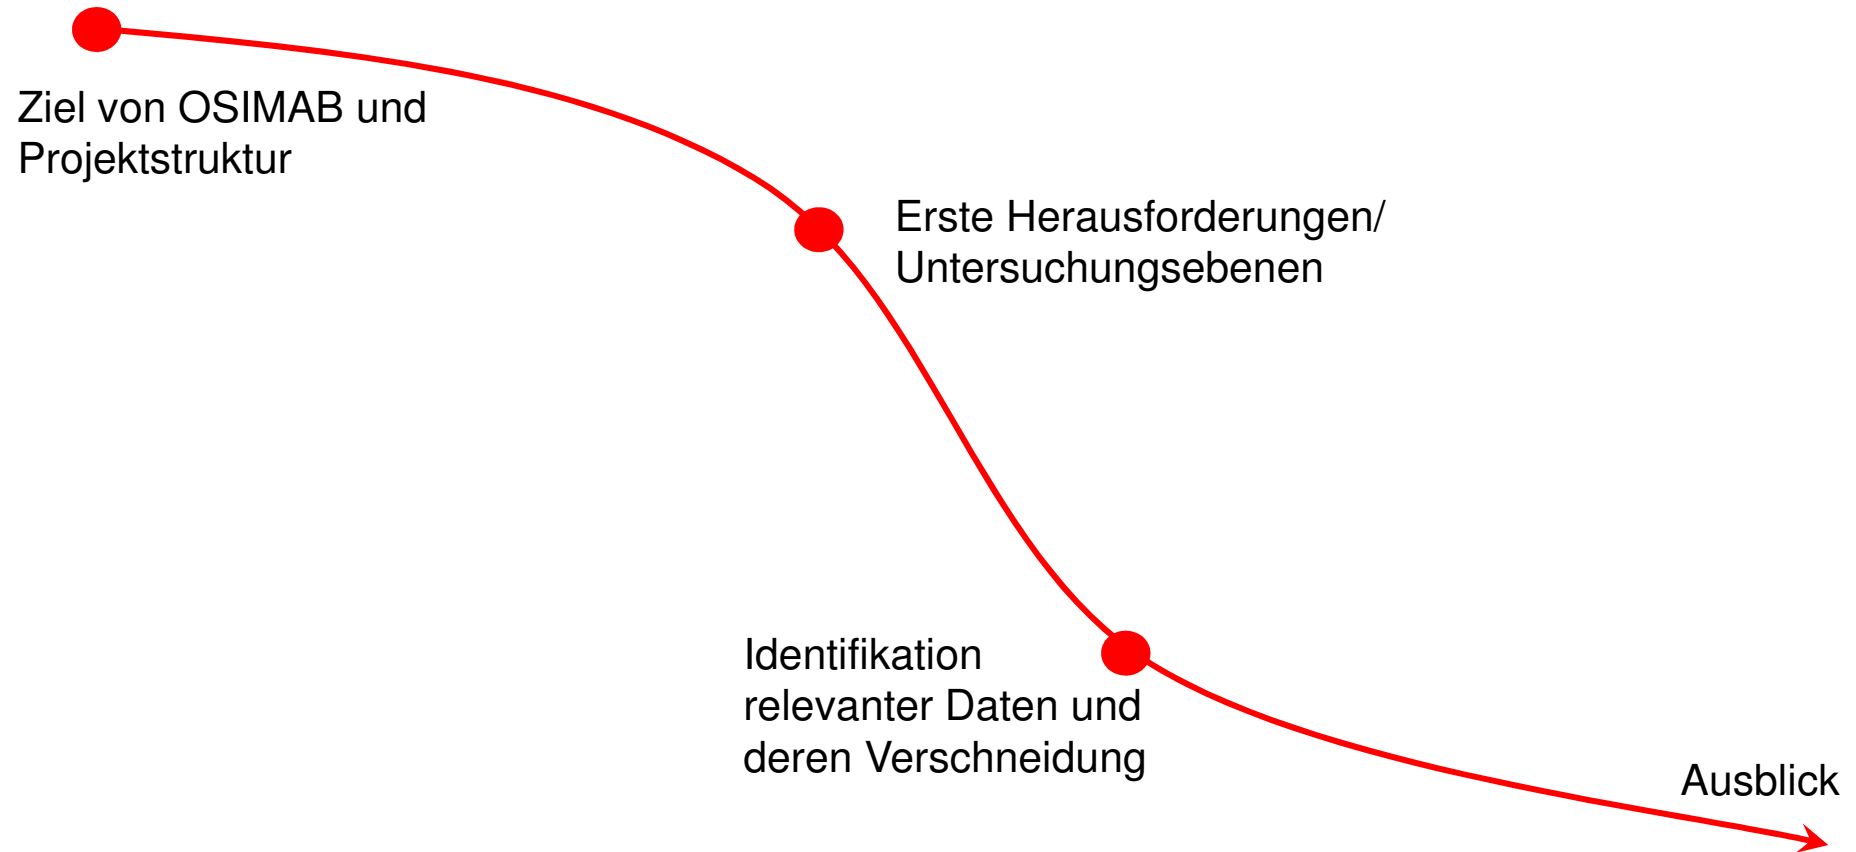 Ziel von OSIMAB und
Projektstruktur
Erste Herausforderungen/
Untersuchungsebenen
Identifikation
relevanter Daten und
deren Verschneidung
Ausblick